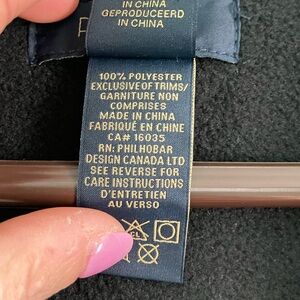 IN CHINA
GEPRODUCEERD
IN CHINA
100% POLYESTER
EXCLUSIVE OF TRIMS/
GARNITURE NON
COMPRISES
MADE IN CHINA
FABRIQUÉ EN CHINE
CA# 16035
RN: PHILHOBAR
DESIGN CANADA LTD
SEE REVERSE FOR
CARE INSTRUCTIONS
D'ENTRETIEN
AU VERSO
CL